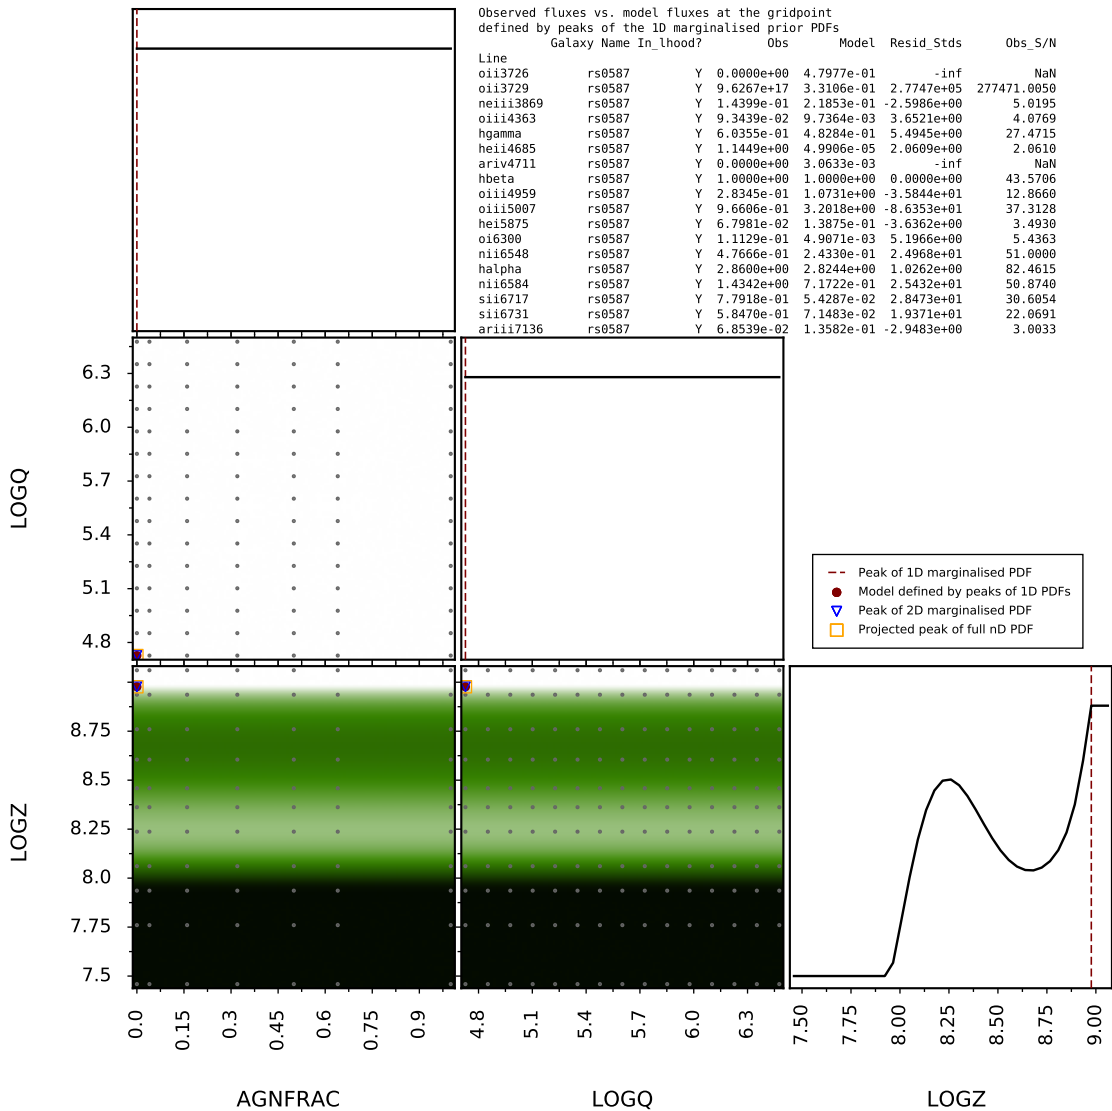 Observed fluxes vs. model fluxes at the gridpoint
defined by peaks of the 1D marginalised prior PDFs
Galaxy Name In_lhood? Obs Model Resid_Stds Obs_S/N
Line
oii3726 rs0587 Y 0.0000e+00 4.7977e-01 -inf NaN
oii3729 rs0587 Y 9.6267e+17 3.3106e-01 2.7747e+05 277471.0050
neiii3869 rs0587 Y 1.4399e-01 2.1853e-01 -2.5986e+00 5.0195
oiii4363 rs0587 Y 9.3439e-02 9.7364e-03 3.6521e+00 4.0769
hgamma rs0587 Y 6.0355e-01 4.8284e-01 5.4945e+00 27.4715
heii4685 rs0587 Y 1.1449e+00 4.9906e-05 2.0609e+00 2.0610
ariv4711 rs0587 Y 0.0000e+00 3.0633e-03 -inf NaN
hbeta rs0587 Y 1.0000e+00 1.0000e+00 0.0000e+00 43.5706
oiii4959 rs0587 Y 2.8345e-01 1.0731e+00 -3.5844e+01 12.8660
oiii5007 rs0587 Y 9.6606e-01 3.2018e+00 -8.6353e+01 37.3128
hei5875 rs0587 Y 6.7981e-02 1.3875e-01 -3.6362e+00 3.4930
oi6300 rs0587 Y 1.1129e-01 4.9071e-03 5.1966e+00 5.4363
nii6548 rs0587 Y 4.7666e-01 2.4330e-01 2.4968e+01 51.0000
halpha rs0587 Y 2.8600e+00 2.8244e+00 1.0262e+00 82.4615
nii6584 rs0587 Y 1.4342e+00 7.1722e-01 2.5432e+01 50.8740
sii6717 rs0587 Y 7.7918e-01 5.4287e-02 2.8473e+01 30.6054
sii6731 rs0587 Y 5.8470e-01 7.1483e-02 1.9371e+01 22.0691
ariii7136 rs0587 Y 6.8539e-02 1.3582e-01 -2.9483e+00 3.0033
LOGQ
6.3
6.0
5.7
5.4
5.1
4.8
Peak of 1D marginalised PDF
Model defined by peaks of 1D PDFs
Peak of 2D marginalised PDF
Projected peak of full nD PDF
LOGZ
8.75
8.5
8.25
8.0
7.75
7.5
0.0 0.15 0.3 0.45 0.6 0.75 0.9
4.8 5.1 5.4 5.7 6.0 6.3
7.50 7.75 8.00 8.25 8.50 8.75 9.00
AGNFRAC
LOGQ
LOGZ